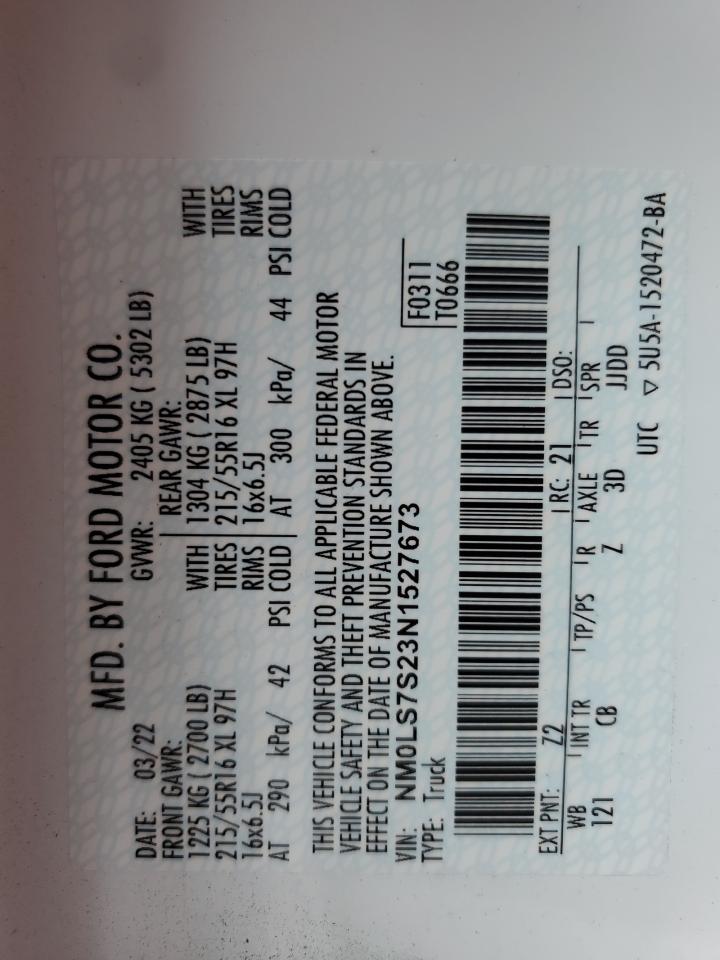 MFD. BY FORD MOTOR CO.
DATE: 03/22 GVWR: 2405 KG ( 5302 LB)
FRONT GAWR: REAR GAWR:
1225 KG ( 2700 LB) WITH 1304 KG ( 2875 LB) WITH
215/55R16 XL 97H TIRES 215/55R16 XL 97H TIRES
16x6.5J RIMS 16x6.5J RIMS
AT 290 kPa/ 42 PSI COLD AT 300 kPa/ 44 PSI COLD
THIS VEHICLE CONFORMS TO ALL APPLICABLE FEDERAL MOTOR
VEHICLE SAFETY AND THEFT PREVENTION STANDARDS IN
EFFECT ON THE DATE OF MANUFACTURE SHOWN ABOVE.
VIN: NM0LS7S23N1527673 F0311
TYPE: Truck T0666
EXT PNT: Z2 RC: 21 DSO:
WB INT TR TP/PS R AXLE TR SPR
121 CB Z 3D JJDD
UTC ▽ 5U5A-1520472-BA